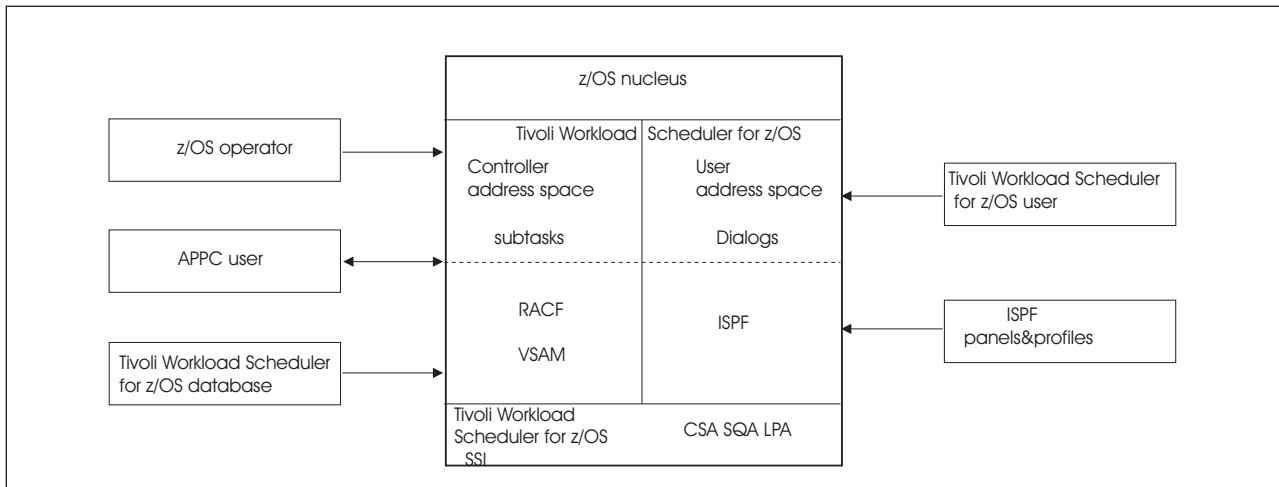 z/OS nucleus
Tivoli Workload Scheduler for z/OS
z/OS operator
Controller
address space
User
address space
Tivoli Workload Scheduler
for z/OS user
subtasks
Dialogs
APPC user
RACF
VSAM
ISPF
ISPF
panels&profiles
Tivoli Workload Scheduler
for z/OS database
Tivoli Workload
Scheduler for z/OS
SSI
CSA SQA LPA